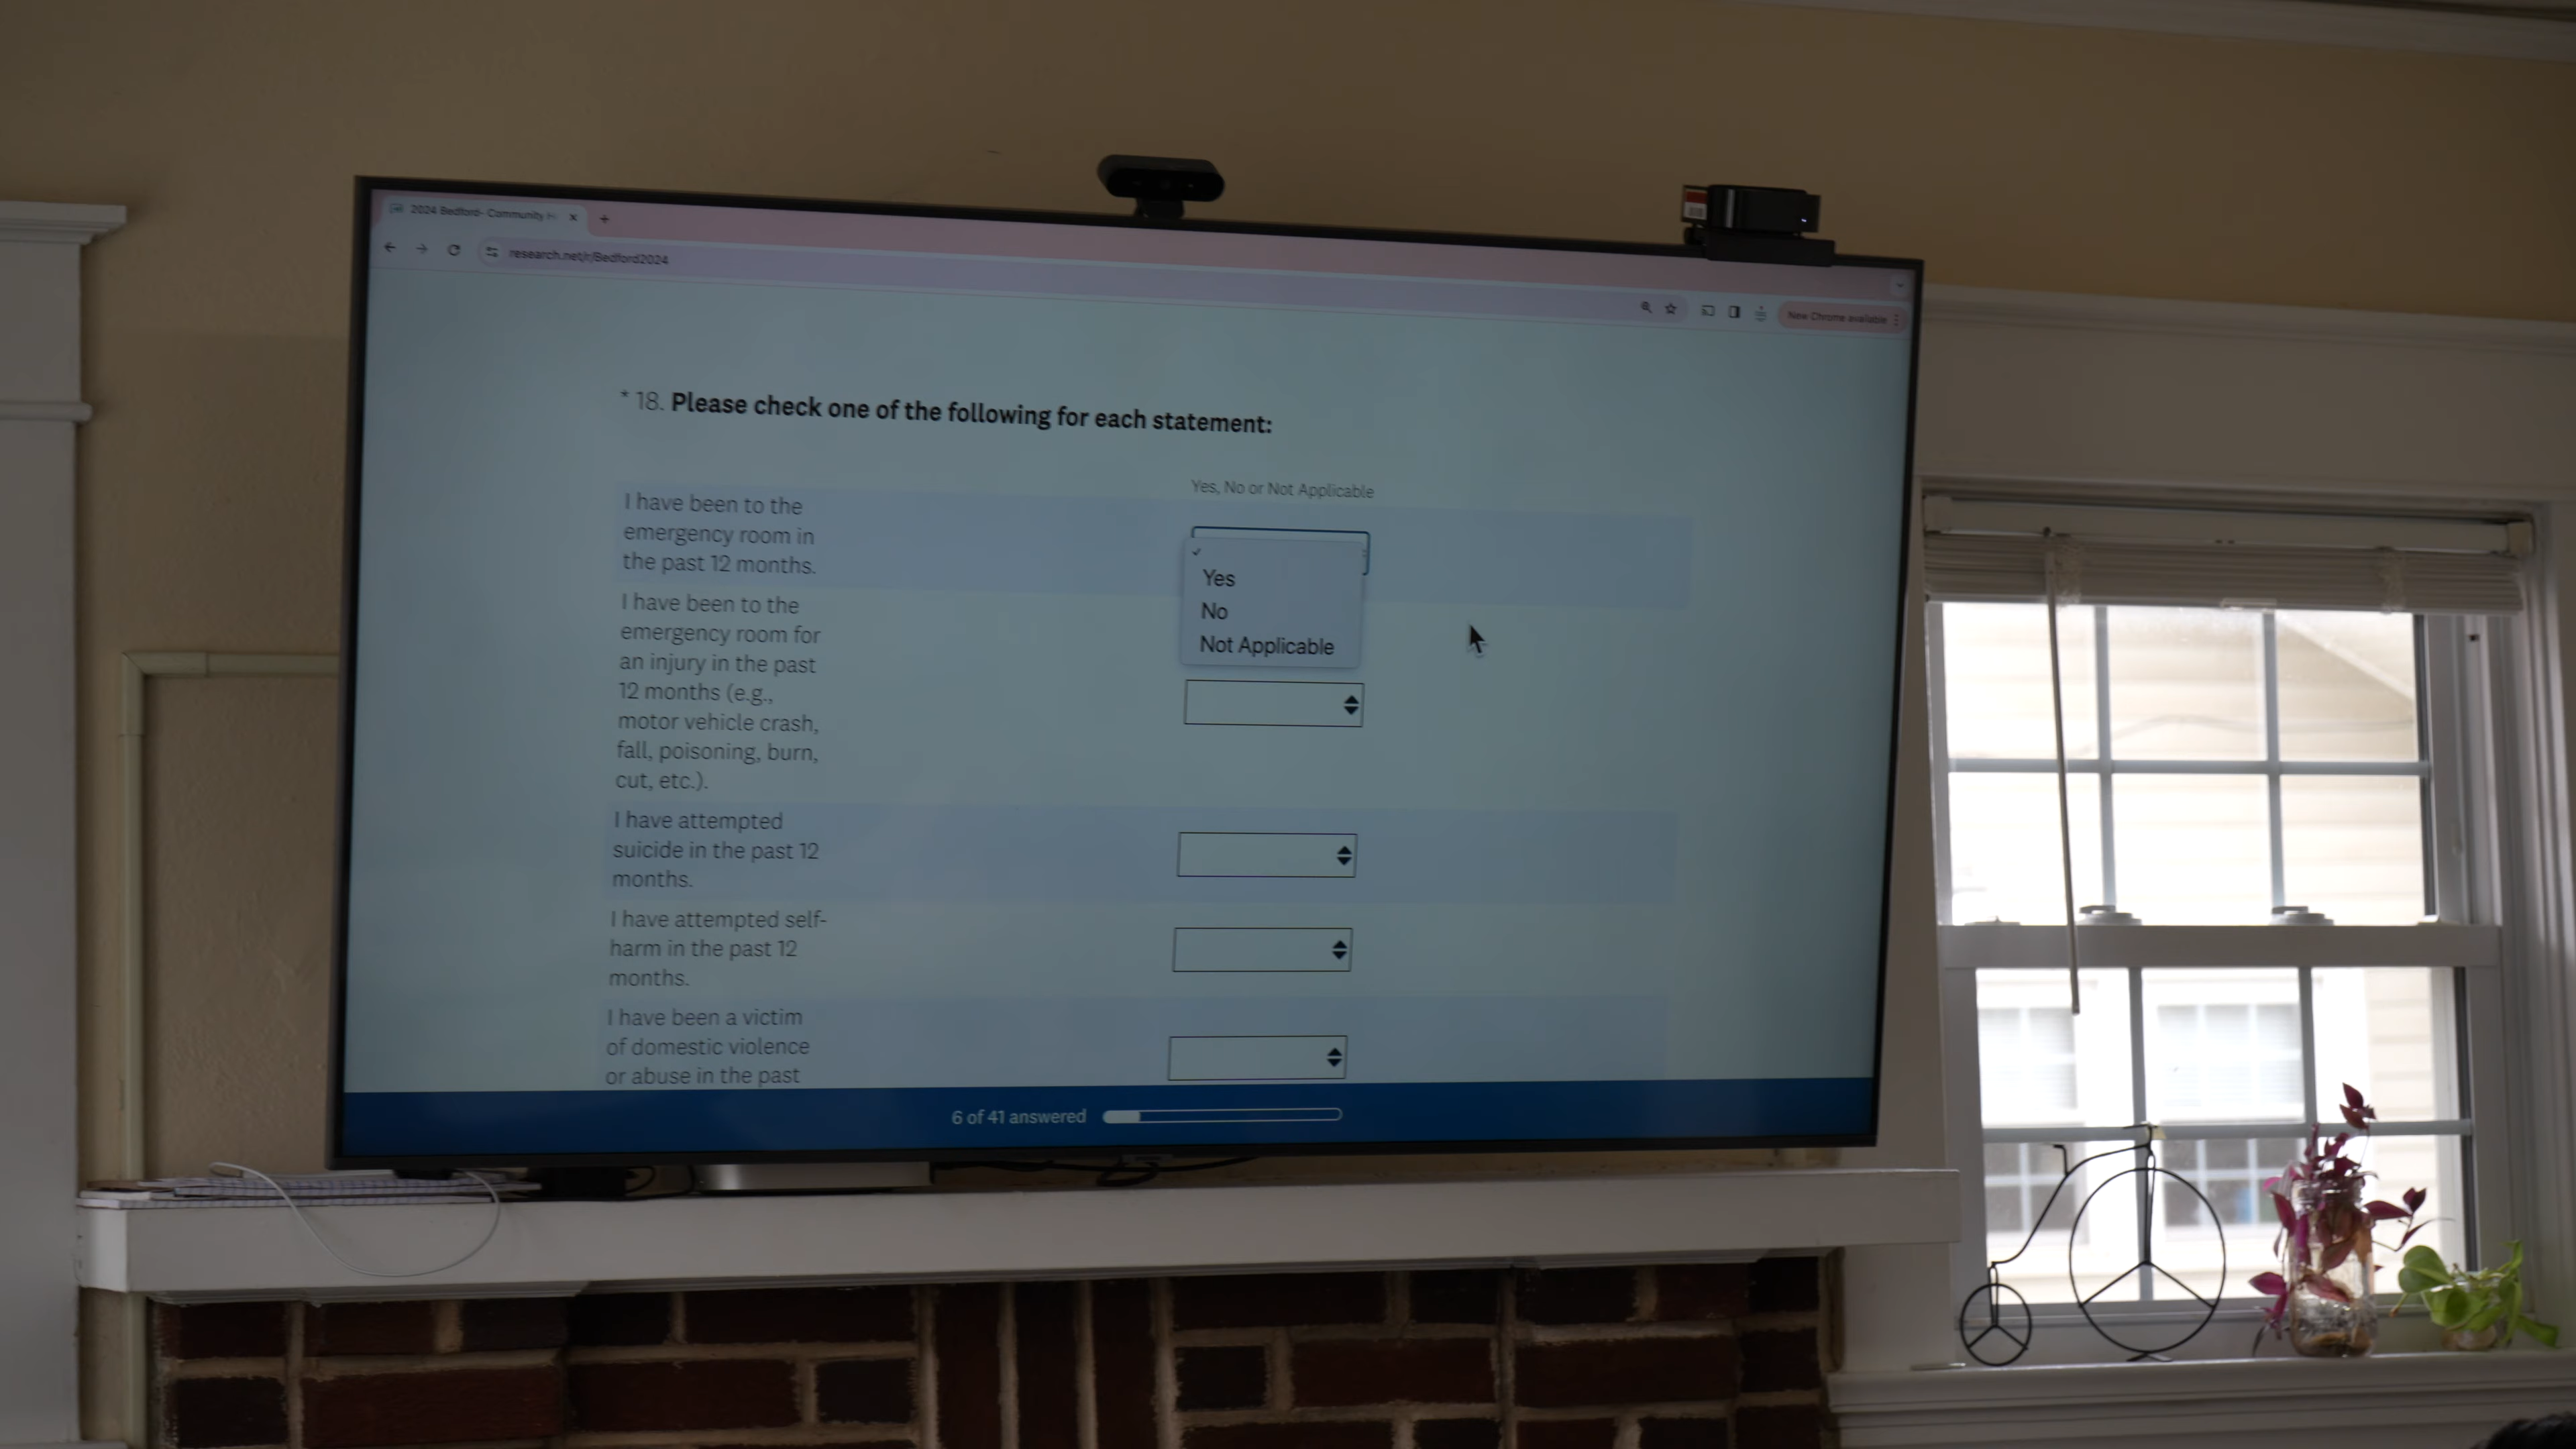 2024 Bedford- Community
research.net/r/Bedford2024
New Chrome available
* 18. Please check one of the following for each statement:
Yes, No or Not Applicable
I have been to the
emergency room in
the past 12 months.
Yes
No
Not Applicable
I have been to the
emergency room for
an injury in the past
12 months (e.g.,
motor vehicle crash,
fall, poisoning, burn,
cut, etc.).
I have attempted
suicide in the past 12
months.
I have attempted self-
harm in the past 12
months.
I have been a victim
of domestic violence
or abuse in the past
6 of 41 answered